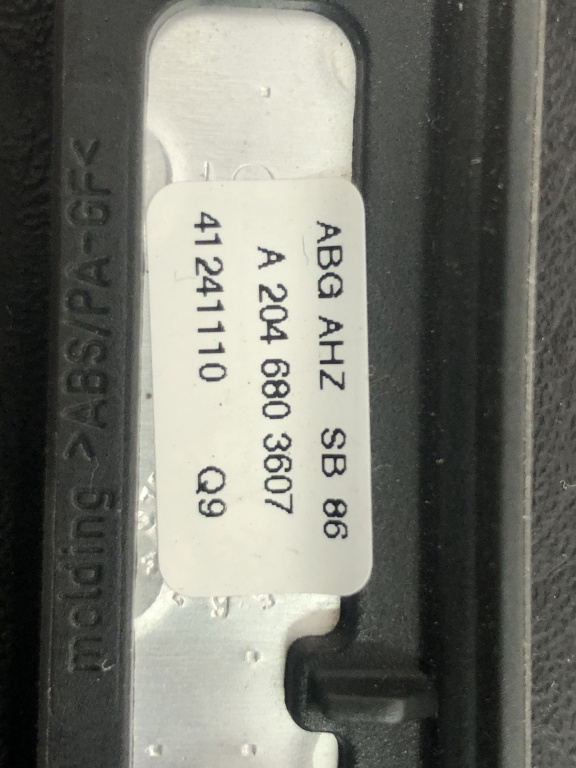 ABG AHZ SB 86
A 204 680 3607
41241110 Q9
molding >ABS/PA-GF<